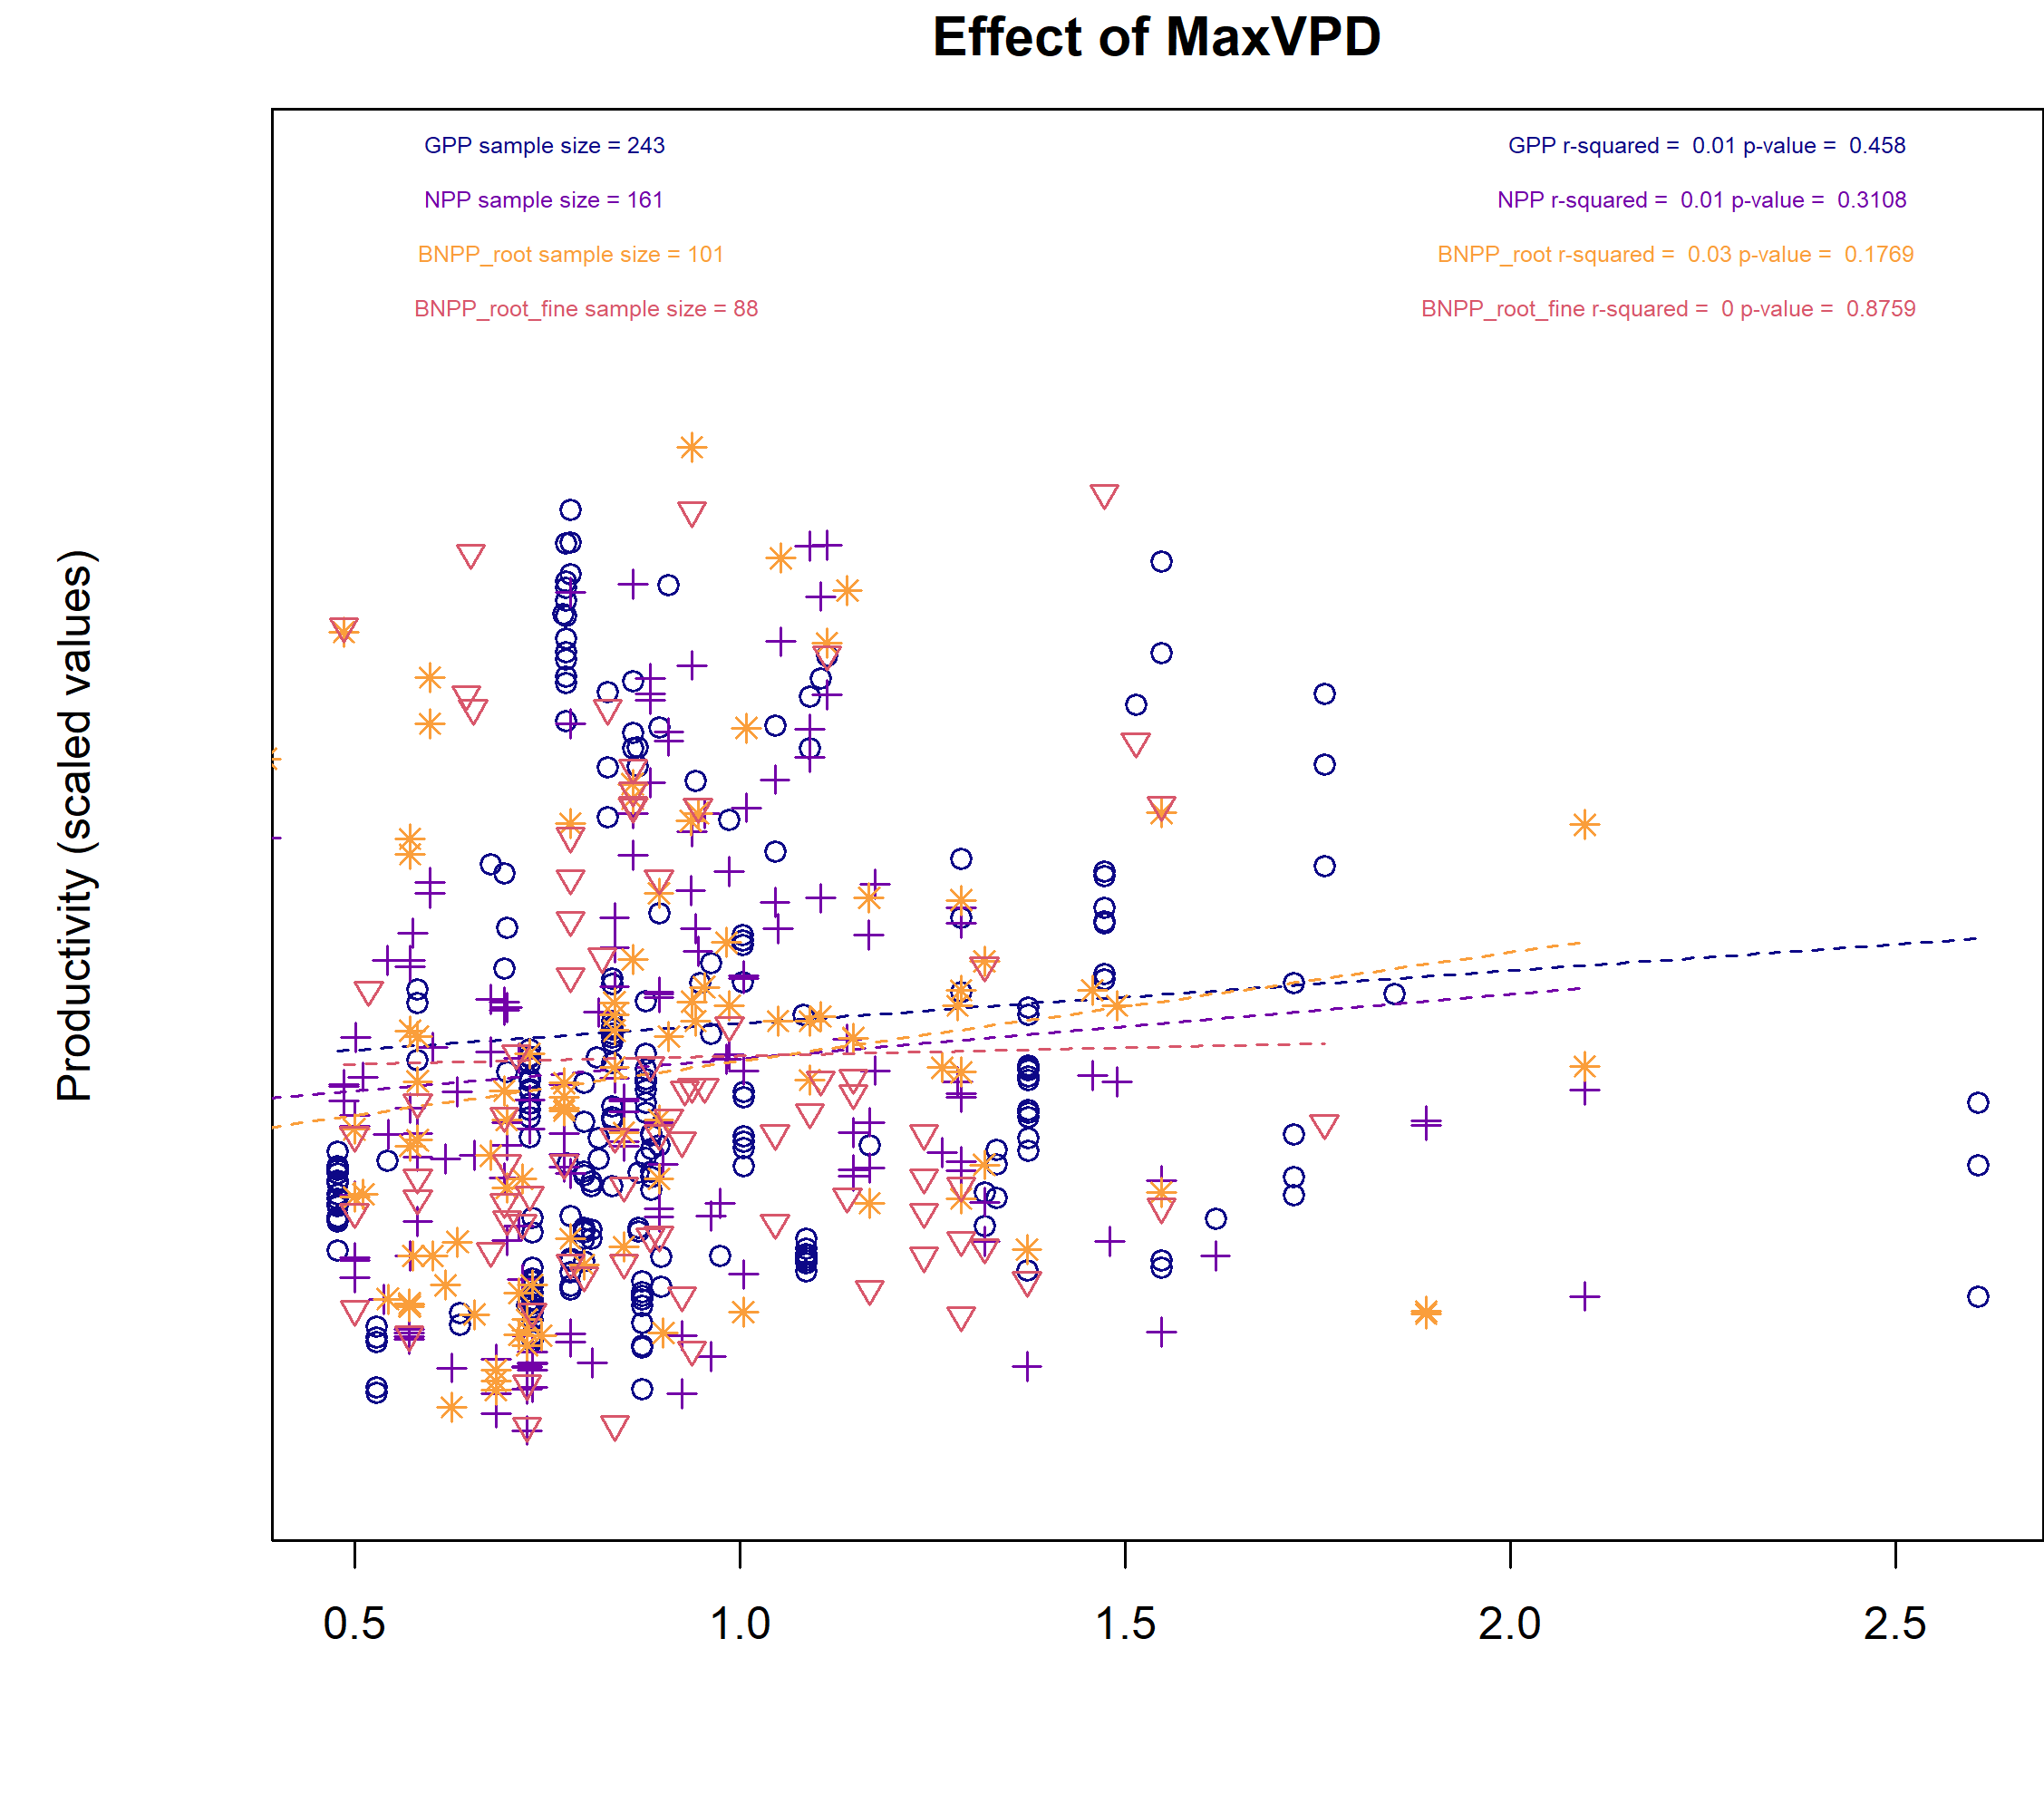 Effect of MaxVPD
GPP sample size = 243
GPP r-squared =  0.01 p-value =  0.458
NPP sample size = 161
NPP r-squared =  0.01 p-value =  0.3108
BNPP_root sample size = 101
BNPP_root r-squared =  0.03 p-value =  0.1769
BNPP_root_fine sample size = 88
BNPP_root_fine r-squared =  0 p-value =  0.8759
Productivity (scaled values)
0.5 1.0 1.5 2.0 2.5